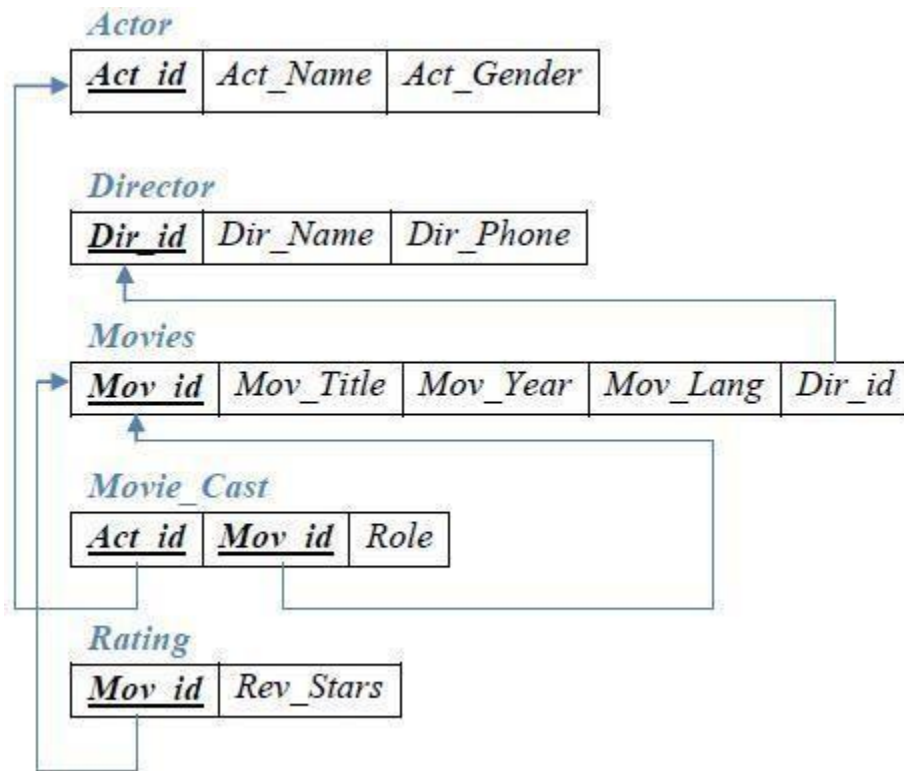 Actor
Act_id Act_Name Act_Gender
Director
Dir_id Dir_Name Dir_Phone
Movies
Mov_id Mov_Title Mov_Year Mov_Lang Dir_id
Movie_Cast
Act_id Mov_id Role
Rating
Mov_id Rev_Stars